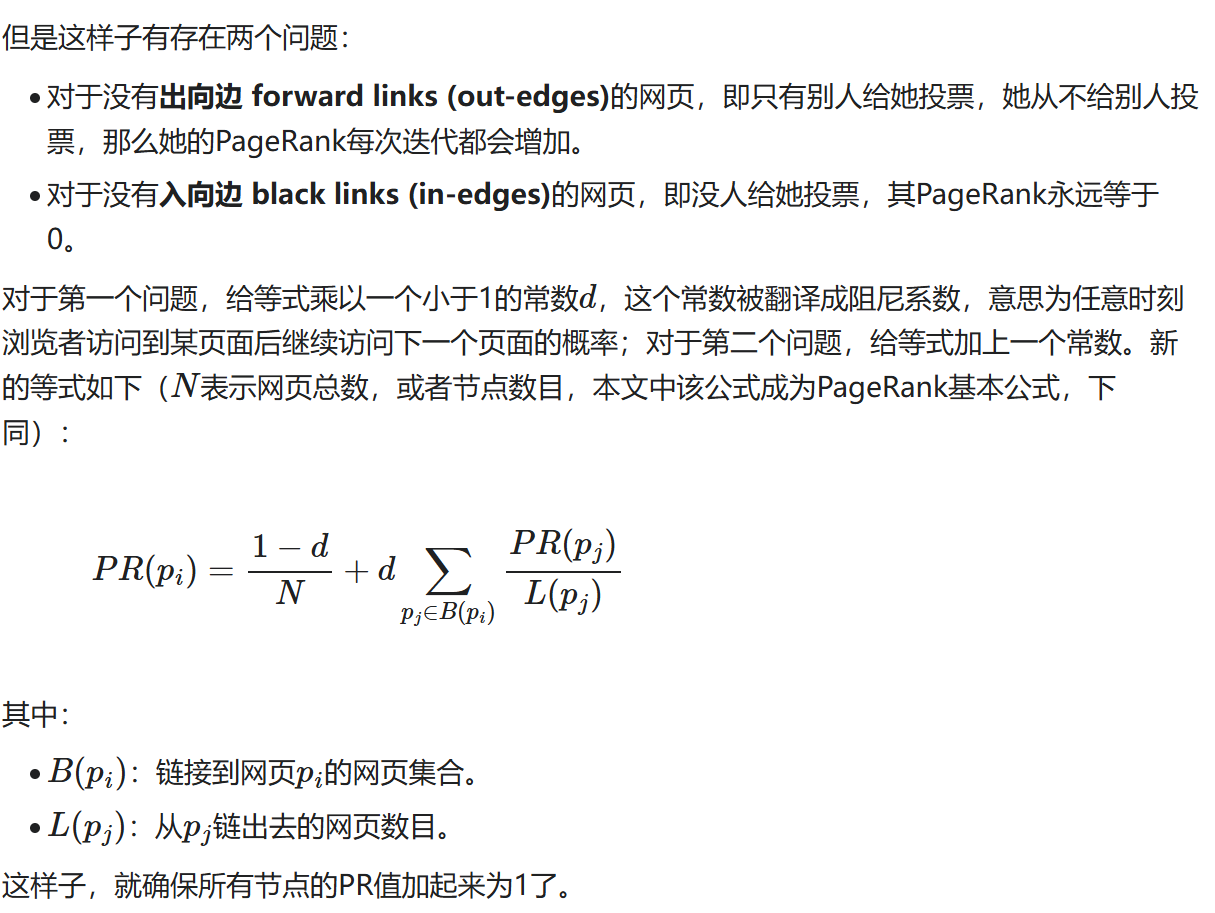 但是这样子有存在两个问题：
• 对于没有出向边 forward links (out-edges)的网页，即只有别人给她投票，她从不给别人投
票，那么她的PageRank每次迭代都会增加。
• 对于没有入向边 black links (in-edges)的网页，即没人给她投票，其PageRank永远等于
0。
对于第一个问题，给等式乘以一个小于1的常数d，这个常数被翻译成阻尼系数，意思为任意时刻
浏览者访问到某页面后继续访问下一个页面的概率；对于第二个问题，给等式加上一个常数。新
的等式如下（N表示网页总数，或者节点数目，本文中该公式成为PageRank基本公式，下
同）：
$PR(p_i) = \frac{1-d}{N} + d \sum_{p_j \in B(p_i)} \frac{PR(p_j)}{L(p_j)}$
其中：
• $B(p_i)$：链接到网页$p_i$的网页集合。
• $L(p_j)$：从$p_j$链出去的网页数目。
这样子，就确保所有节点的PR值加起来为1了。